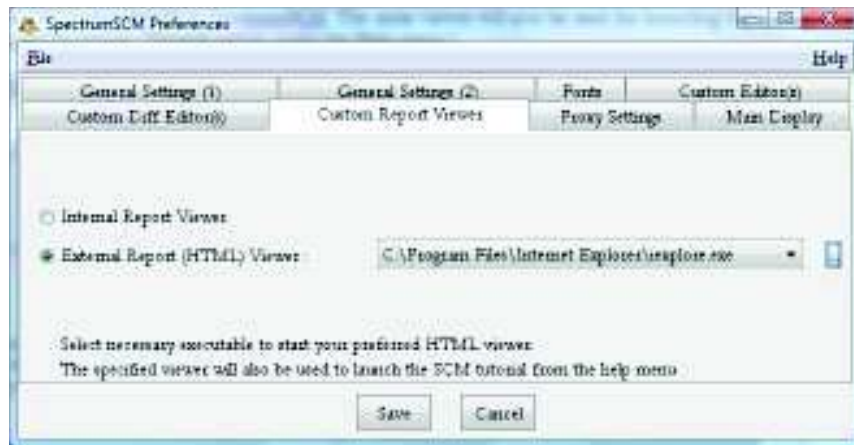 SpectrumSCM Preferences
File Help
General Settings (1) General Settings (2) Fonts Custom Editor(s)
Custom Diff Editor(s) Custom Report Viewer Proxy Settings Main Display
Internal Report Viewer
External Report (HTML) Viewer C:\Program Files\Internet Explorer\iexplore.exe
Select necessary executable to start your preferred HTML viewer
The specified viewer will also be used to launch the SCM tutorial from the help menu
Save Cancel